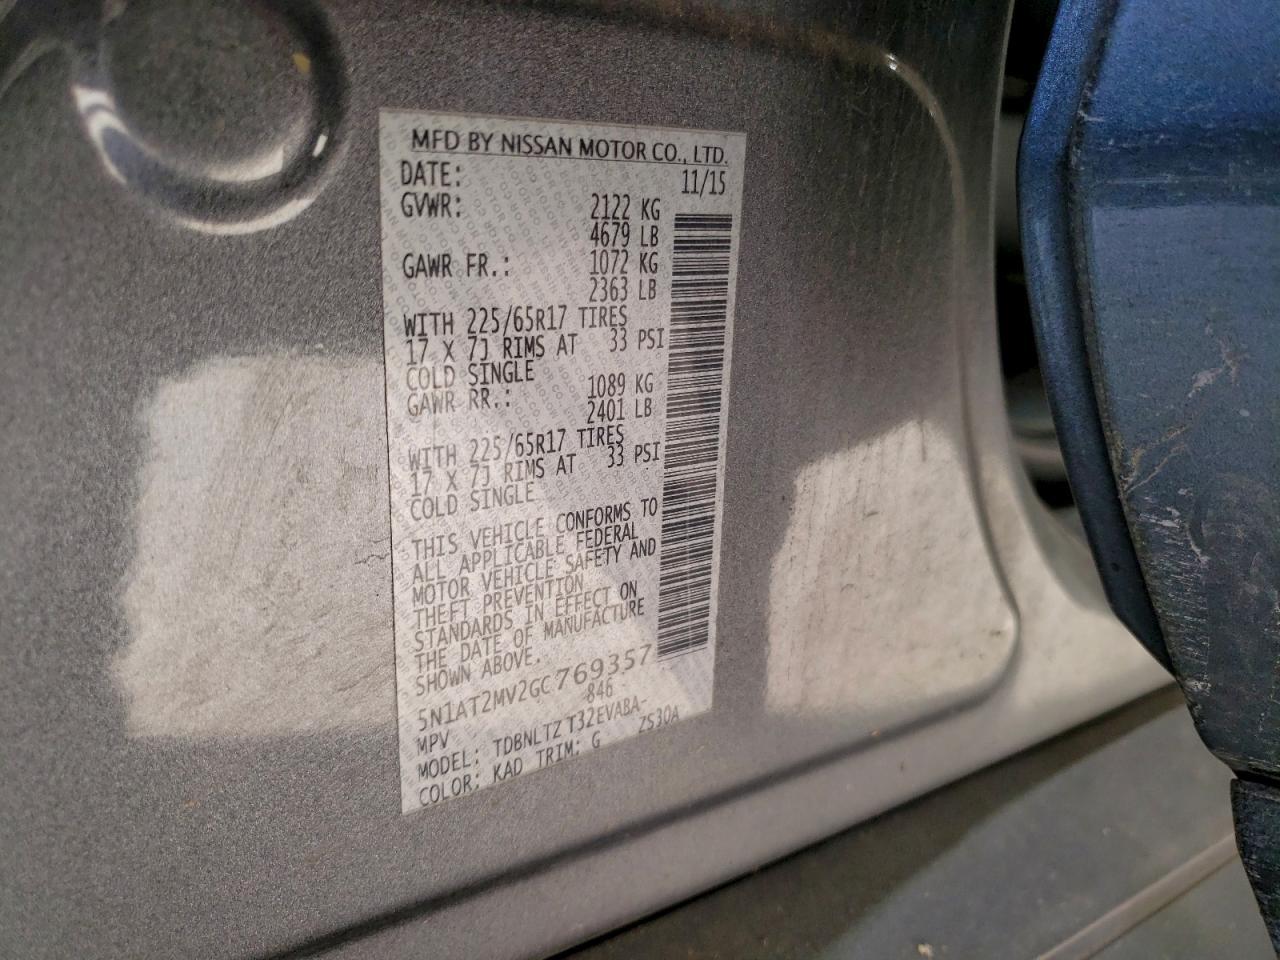 MFD BY NISSAN MOTOR CO., LTD.
DATE: 11/15
GVWR: 2122 KG
4679 LB
GAWR FR.: 1072 KG
2363 LB
WITH 225/65R17 TIRES
17 X 7J RIMS AT 33 PSI
COLD SINGLE
GAWR RR.: 1089 KG
2401 LB
WITH 225/65R17 TIRES
17 X 7J RIMS AT 33 PSI
COLD SINGLE
THIS VEHICLE CONFORMS TO
ALL APPLICABLE FEDERAL
MOTOR VEHICLE SAFETY AND
THEFT PREVENTION
STANDARDS IN EFFECT ON
THE DATE OF MANUFACTURE
SHOWN ABOVE.
5N1AT2MV2GC769357
MPV 846
MODEL: TDBNLTZ T32EVABA-
COLOR: KAD TRIM: G ZS30A